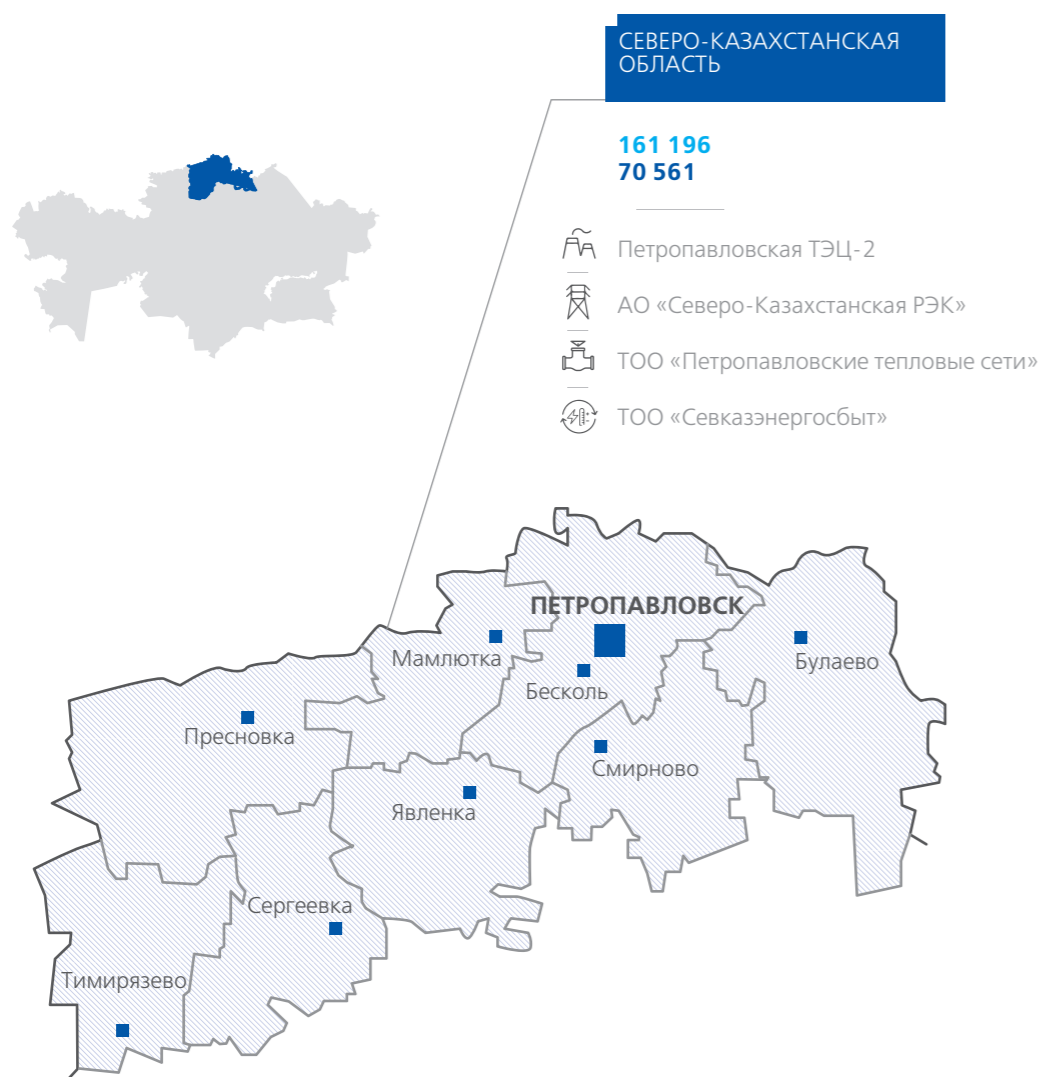 СЕВЕРО-КАЗАХСТАНСКАЯ
ОБЛАСТЬ
161 196
70 561
Петропавловская ТЭЦ-2
АО «Северо-Казахстанская РЭК»
ТОО «Петропавловские тепловые сети»
ТОО «Севказэнергосбыт»
ПЕТРОПАВЛОВСК
Мамлютка
Булаево
Бесколь
Пресновка
Смирново
Явленка
Сергеевка
Тимирязево